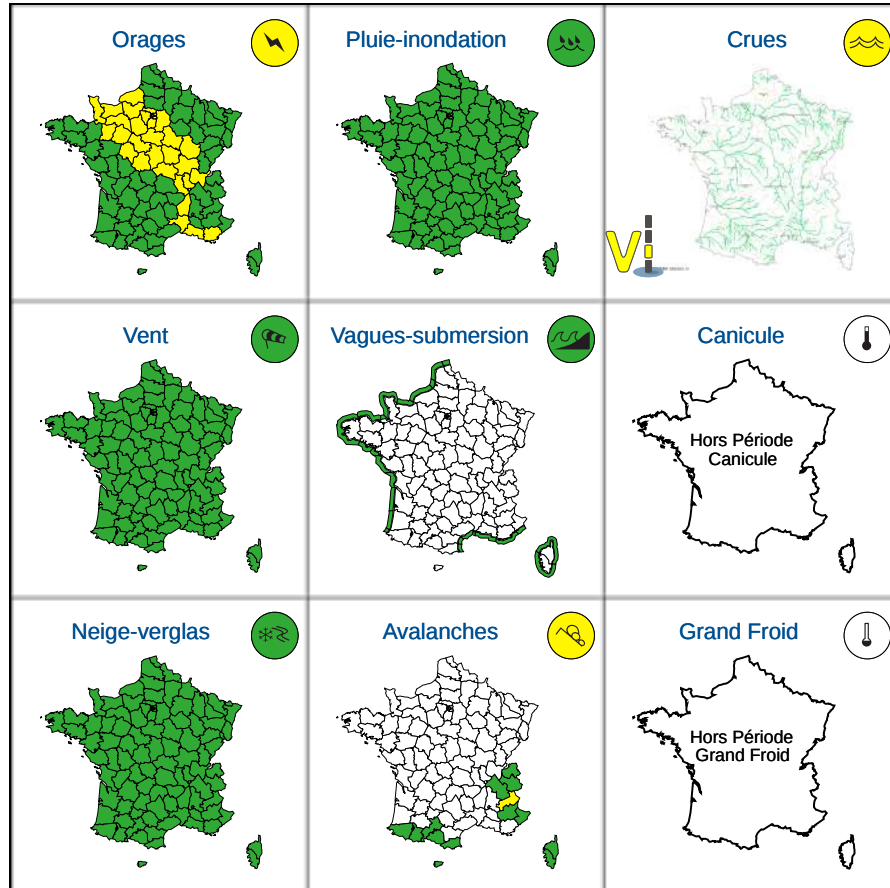 Orages
Pluie-inondation
Crues
Vi
Vent
Vagues-submersion
Canicule
Hors Période
Canicule
Neige-verglas
Avalanches
Grand Froid
Hors Période
Grand Froid